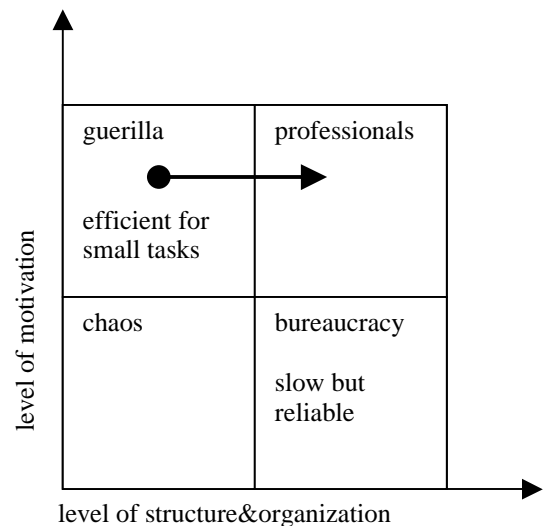 guerilla
professionals
efficient for
small tasks
chaos
bureaucracy
slow but
reliable
level of motivation
level of structure&organization